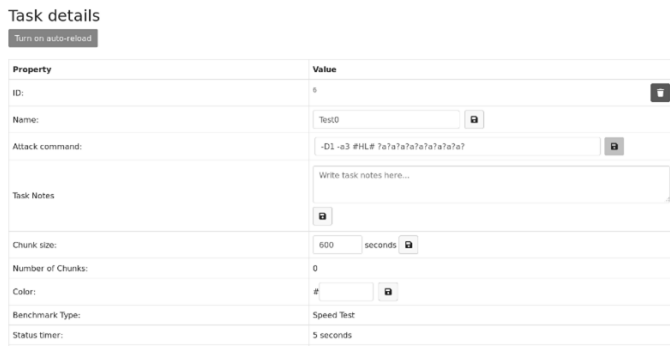 Task details
Turn on auto-reload
Property Value
ID: 6
Name: Test0
Attack command: -D1 -a3 #HL# ?a?a?a?a?a?a?a?a?a?a?
Task Notes Write task notes here...
Chunk size: 600 seconds
Number of Chunks: 0
Color: #
Benchmark Type: Speed Test
Status timer: 5 seconds